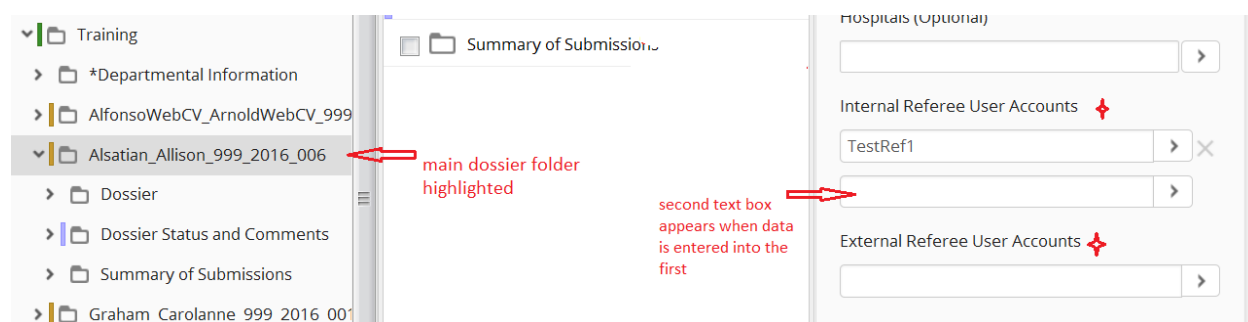 Training
*Departmental Information
AlfonsoWebCV_ArnoldWebCV_999
Alsatian_Allison_999_2016_006
Dossier
Dossier Status and Comments
Summary of Submissions
Graham_Carolanne_999_2016_001
Summary of Submissions
main dossier folder
highlighted
second text box
appears when data
is entered into the
first
Hospitals (Optional)
Internal Referee User Accounts
TestRef1
External Referee User Accounts